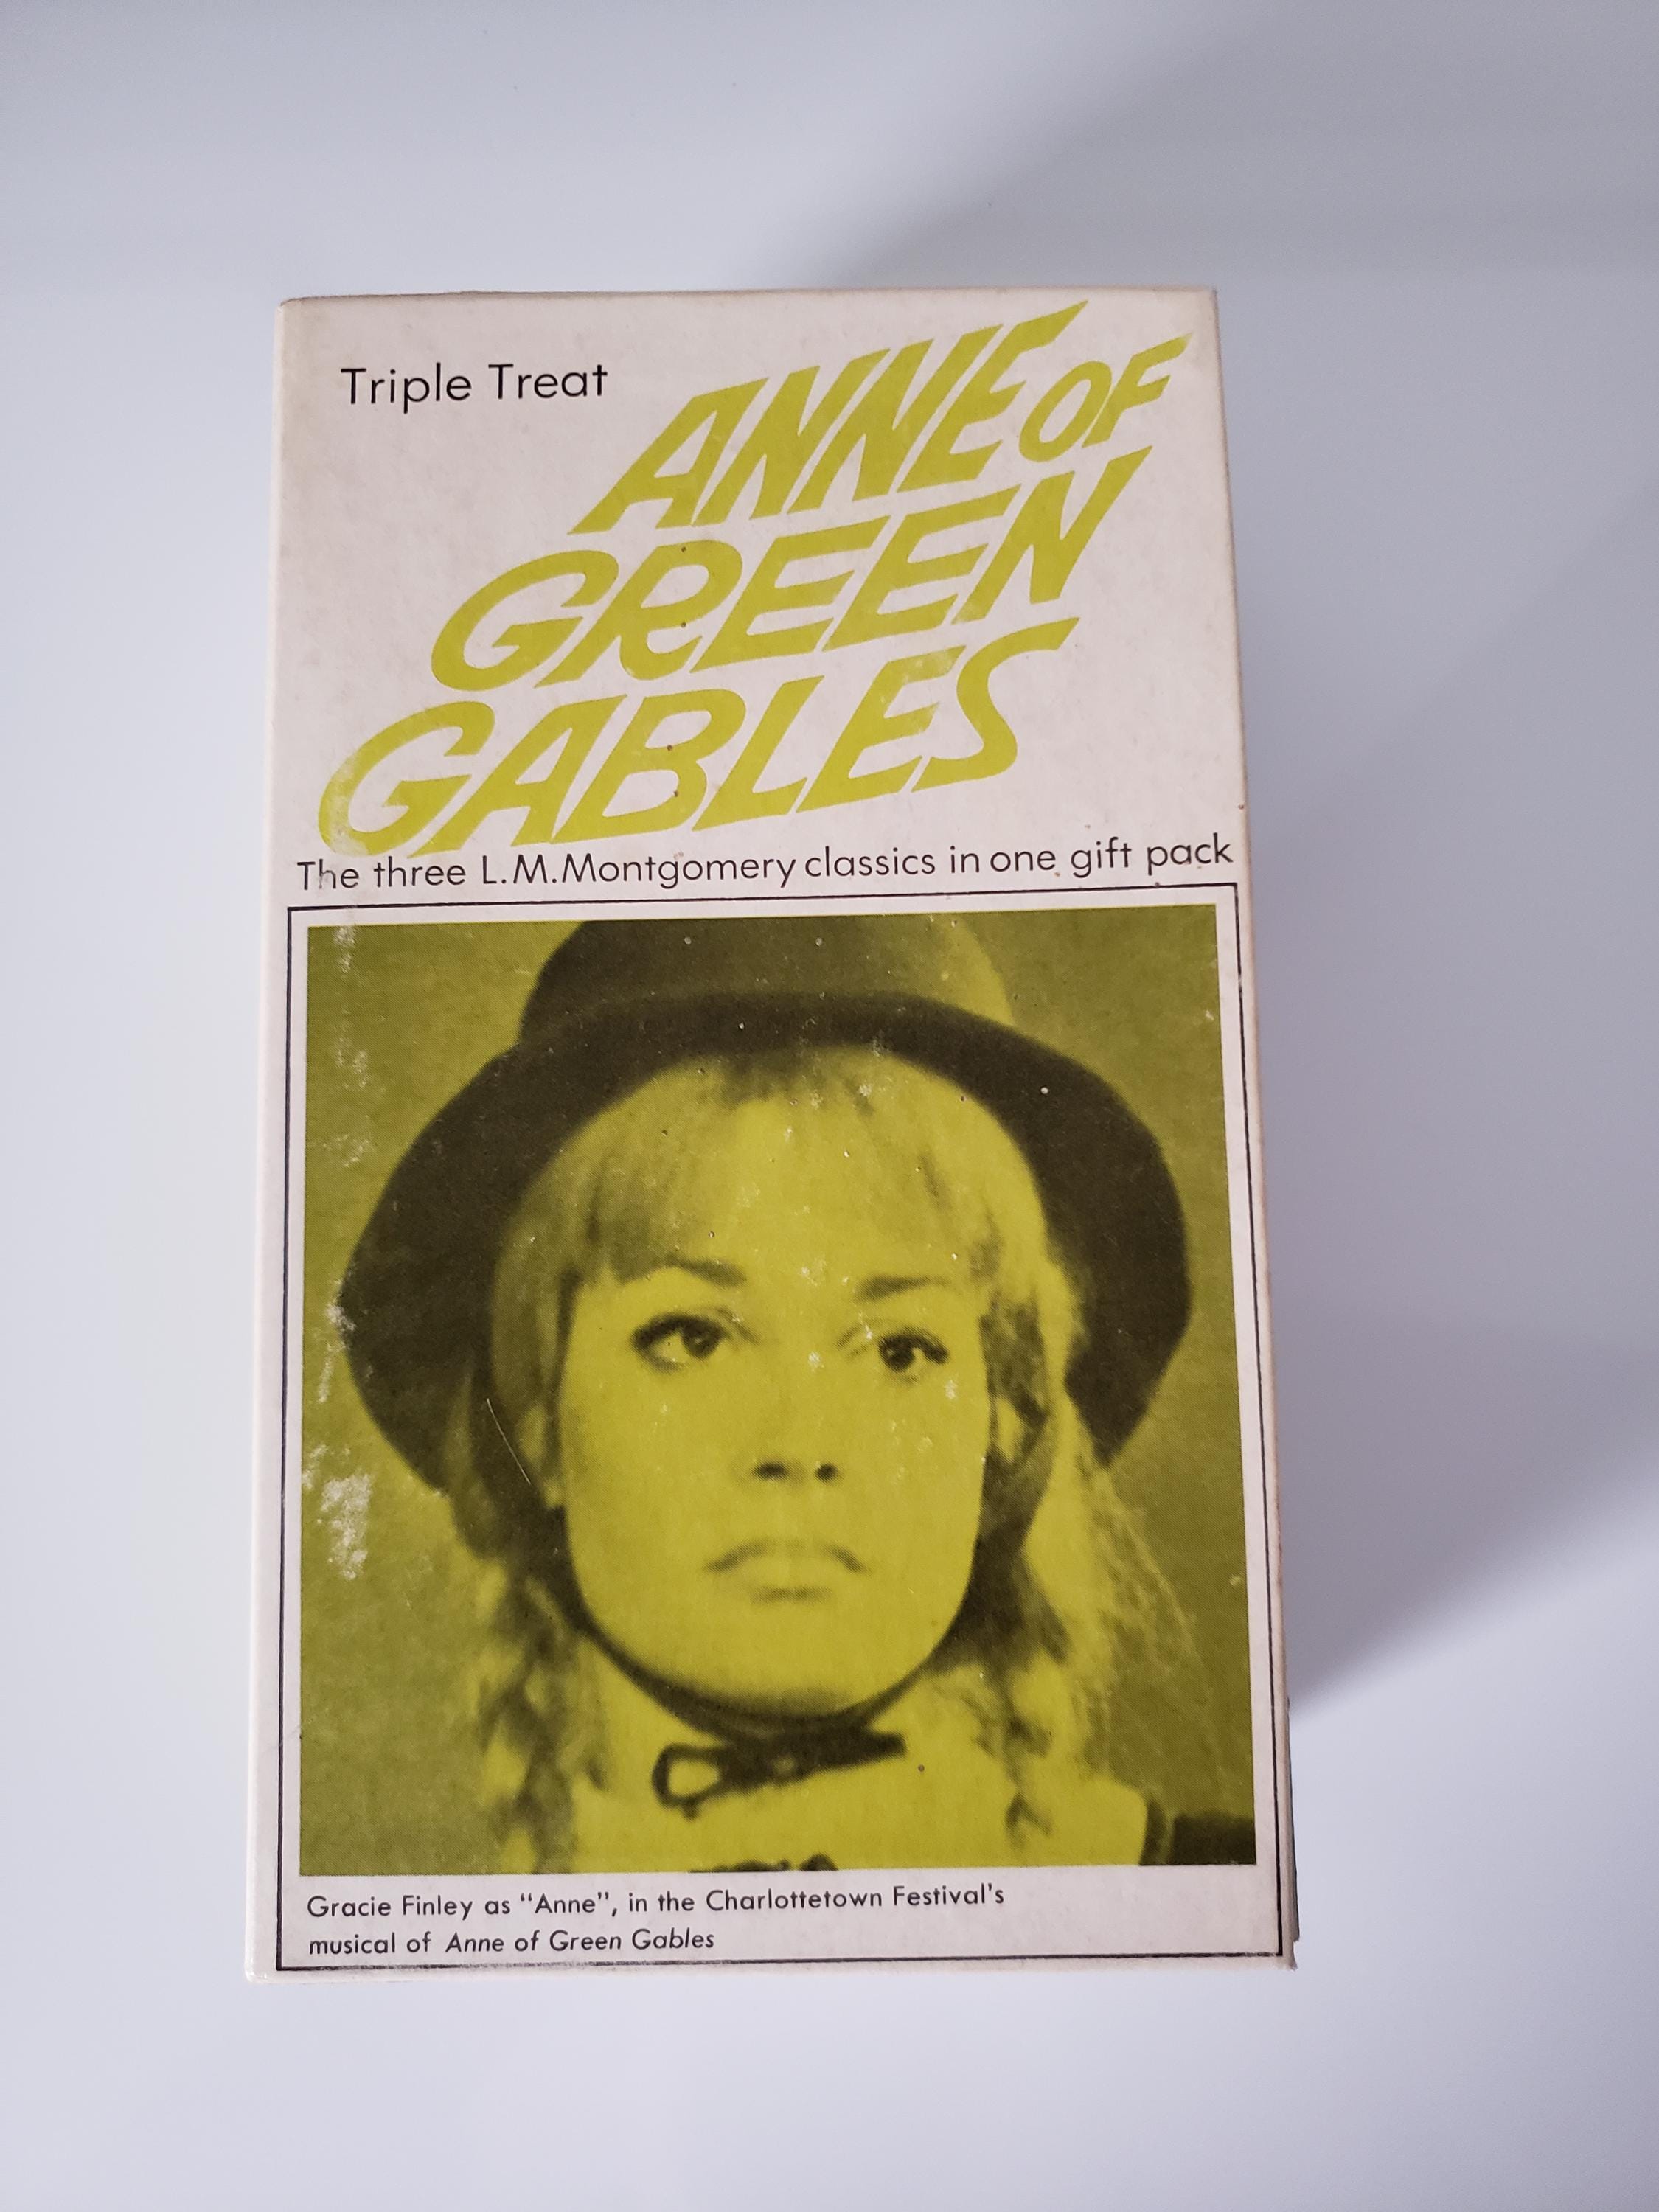 Triple Treat
ANNE OF
GREEN
GABLES
The three L.M.Montgomery classics in one gift pack
Gracie Finley as “Anne”, in the Charlottetown Festival's
musical of Anne of Green Gables